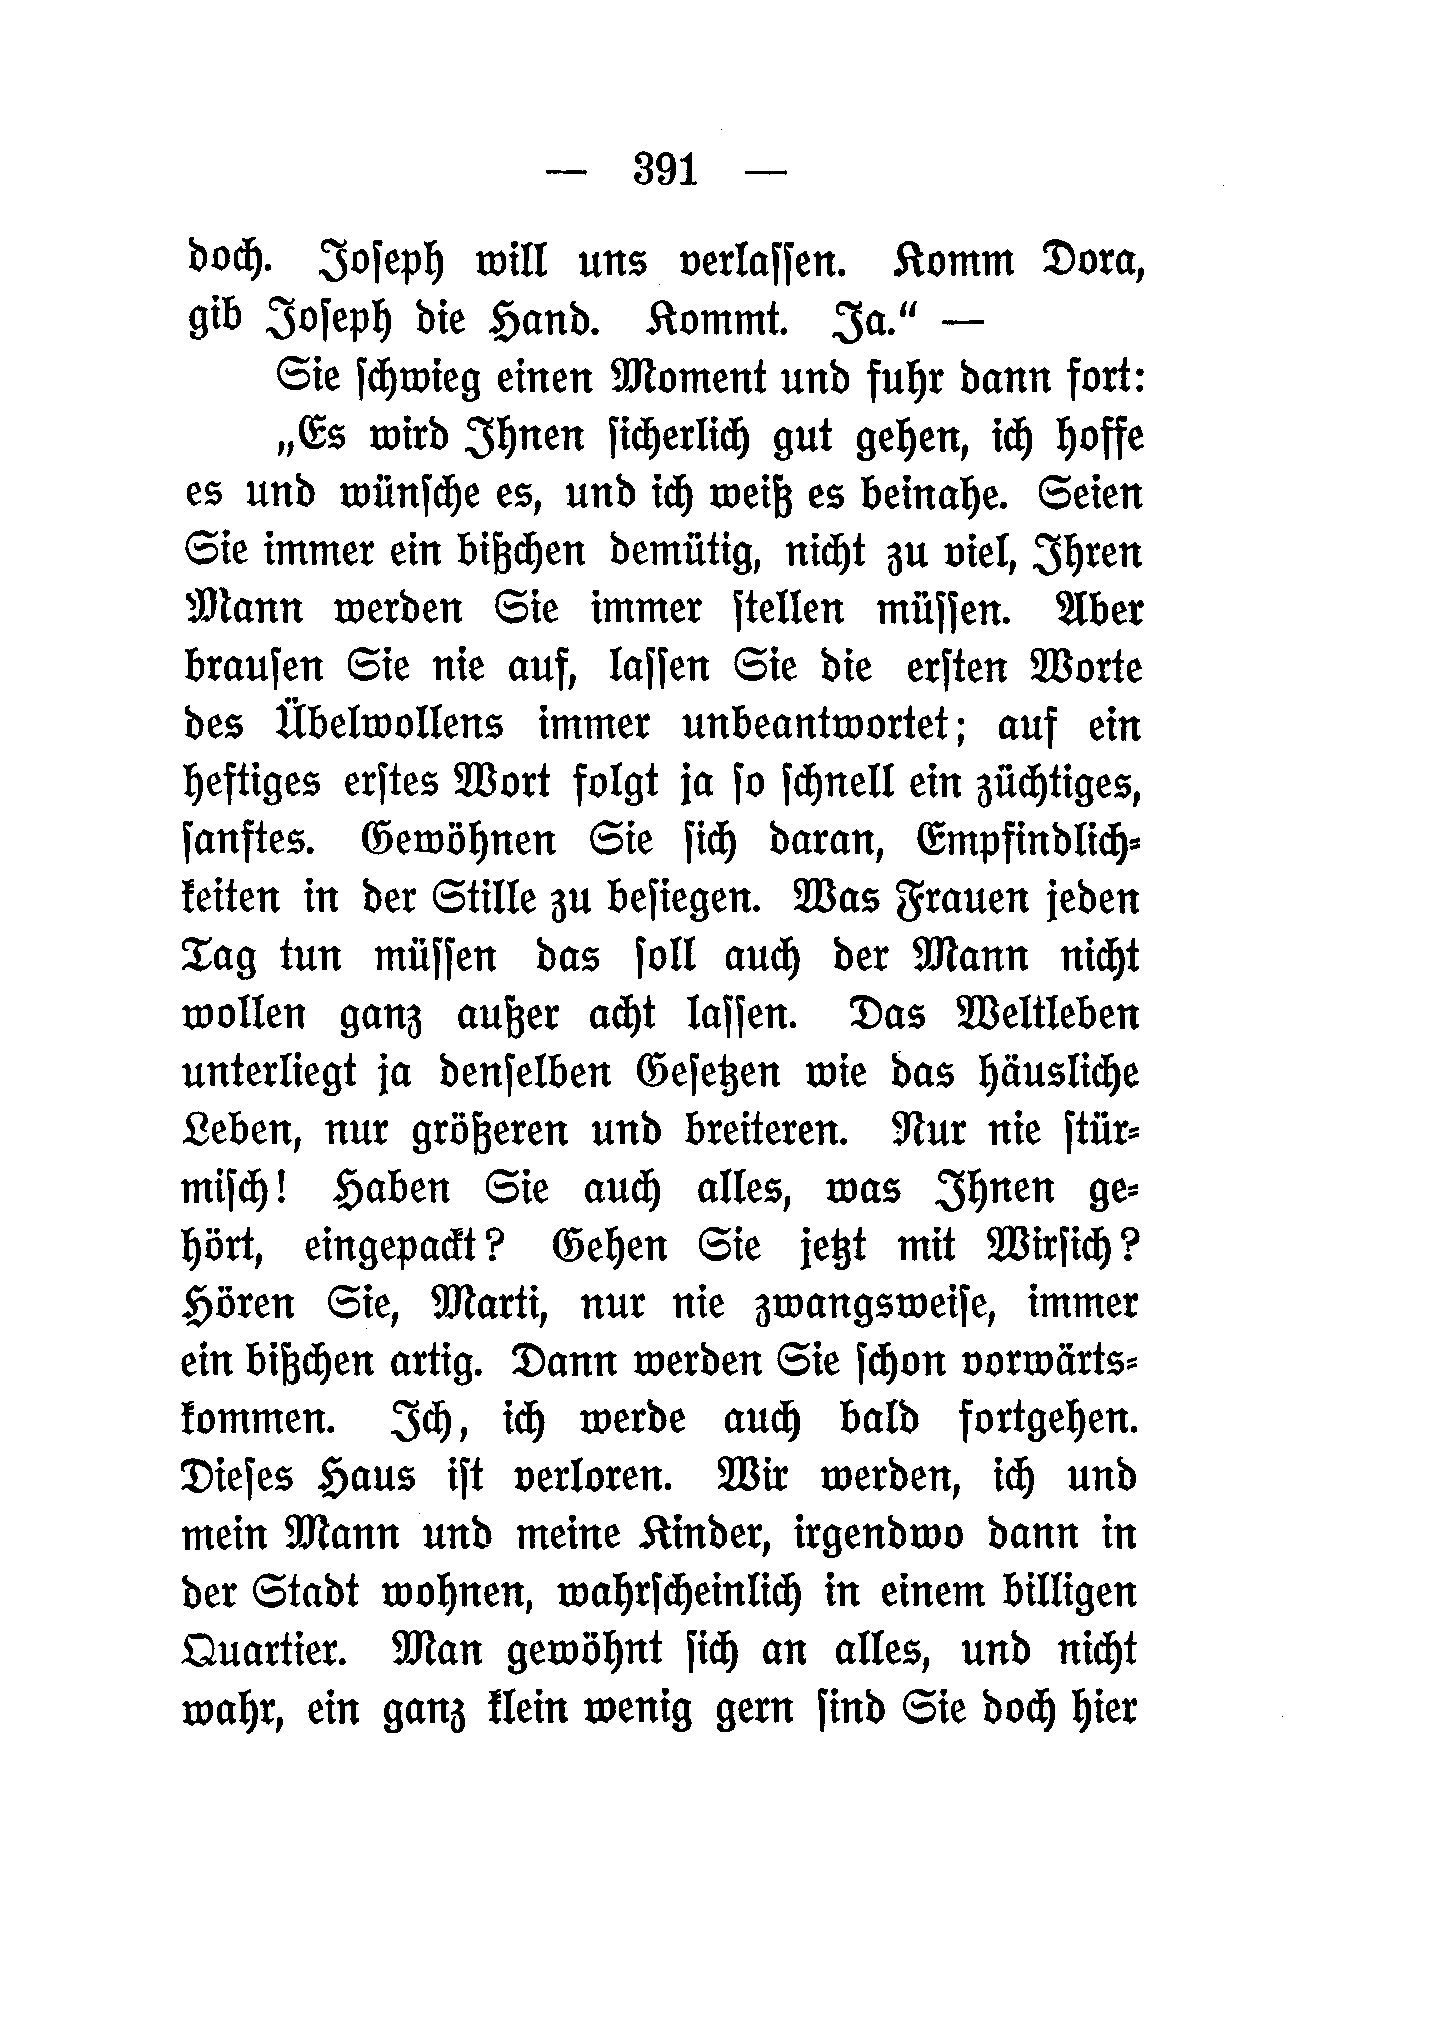 — 391 —
doch. Joſeph will uns verlaſſen. Komm Dora,
gib Joſeph die Hand. Kommt. Ja.“ —
Sie ſchwieg einen Moment und fuhr dann fort:
„Es wird Ihnen ſicherlich gut gehen, ich hoffe
es und wünſche es, und ich weiß es beinahe. Seien
Sie immer ein bißchen demütig, nicht zu viel, Ihren
Mann werden Sie immer ſtellen müſſen. Aber
brauſen Sie nie auf, laſſen Sie die erſten Worte
des Übelwollens immer unbeantwortet; auf ein
heftiges erſtes Wort folgt ja ſo ſchnell ein züchtiges,
ſanftes. Gewöhnen Sie ſich daran, Empfindlich⸗
keiten in der Stille zu beſiegen. Was Frauen jeden
Tag tun müſſen das ſoll auch der Mann nicht
wollen ganz außer acht laſſen. Das Weltleben
unterliegt ja denſelben Geſetzen wie das häusliche
Leben, nur größeren und breiteren. Nur nie ſtür⸗
miſch! Haben Sie auch alles, was Ihnen ge⸗
hört, eingepackt? Gehen Sie jetzt mit Wirſich?
Hören Sie, Marti, nur nie zwangsweiſe, immer
ein bißchen artig. Dann werden Sie ſchon vorwärts⸗
kommen. Ich, ich werde auch bald fortgehen.
Dieſes Haus iſt verloren. Wir werden, ich und
mein Mann und meine Kinder, irgendwo dann in
der Stadt wohnen, wahrſcheinlich in einem billigen
Quartier. Man gewöhnt ſich an alles, und nicht
wahr, ein ganz klein wenig gern ſind Sie doch hier